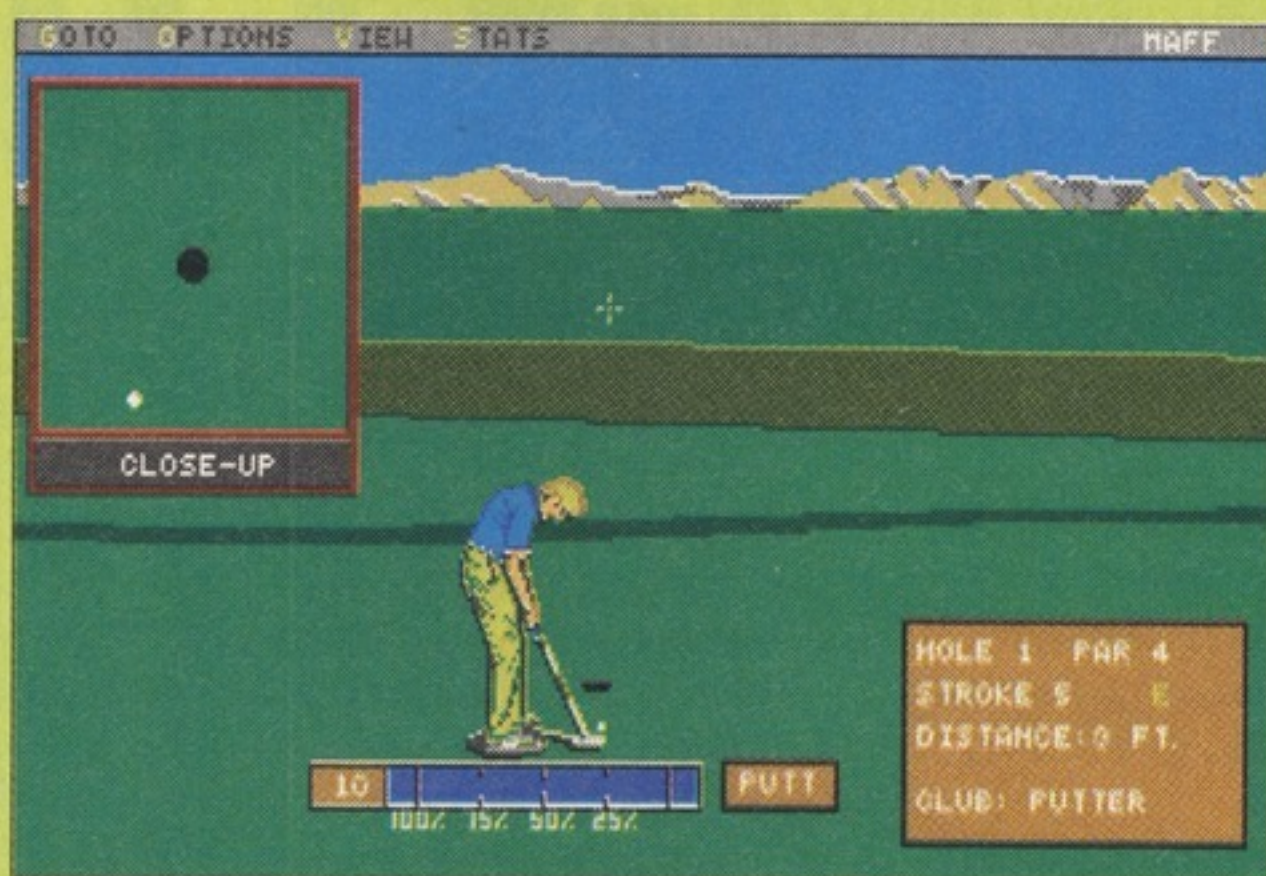 GOTO OPTIONS VIEW STATS MAFF
CLOSE-UP
HOLE 1 PAR 4
STROKE 5 E
DISTANCE: 0 FT.
CLUB: PUTTER
10 PUTT
100% 75% 50% 25%